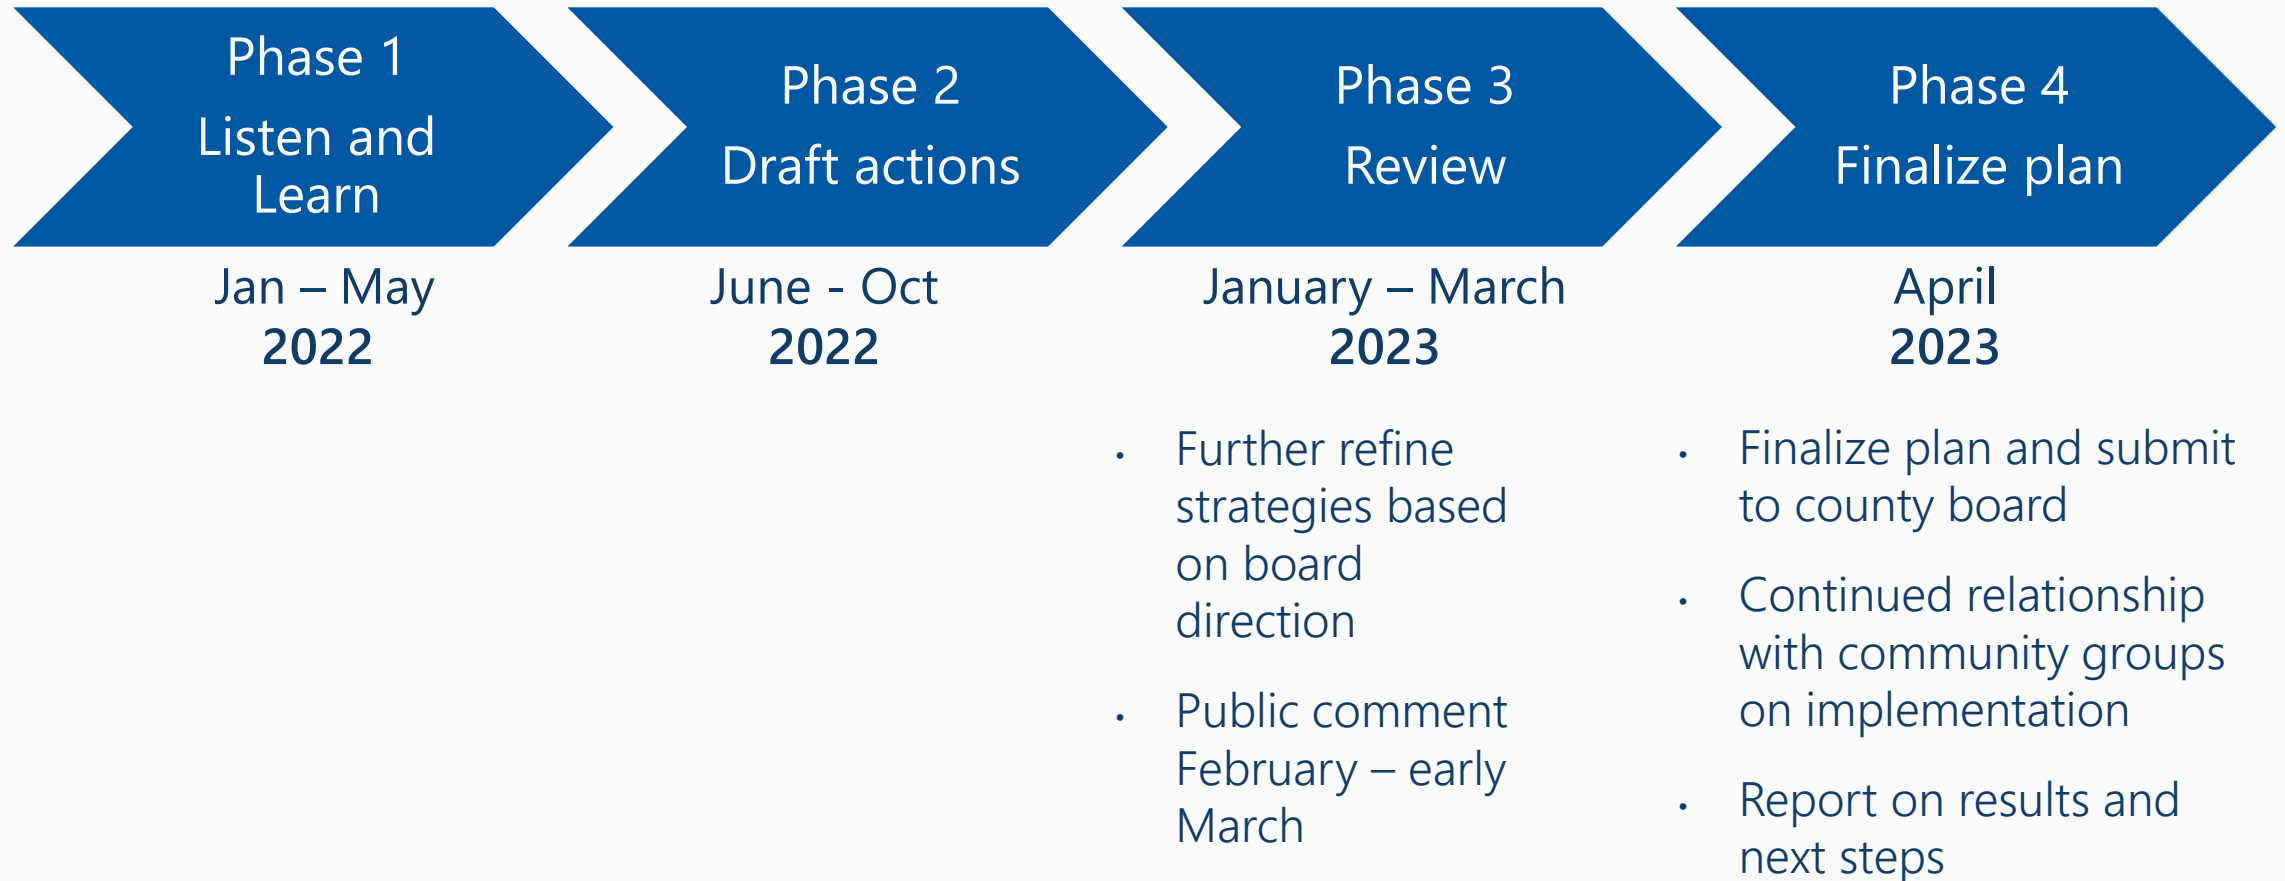 Phase 1
Listen and
Learn
Jan – May
2022
Phase 2
Draft actions
June - Oct
2022
Phase 3
Review
January – March
2023
• Further refine
strategies based
on board
direction
• Public comment
February – early
March
Phase 4
Finalize plan
April
2023
• Finalize plan and submit
to county board
• Continued relationship
with community groups
on implementation
• Report on results and
next steps